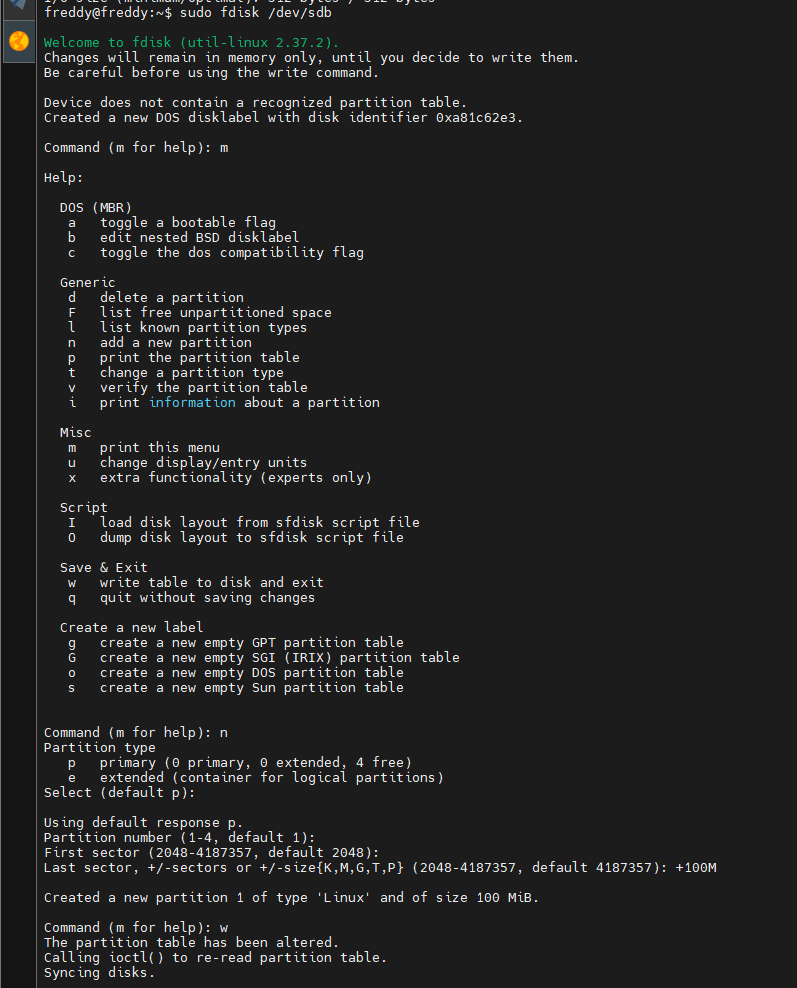 freddy@freddy:~$ sudo fdisk /dev/sdb
Welcome to fdisk (util-linux 2.37.2).
Changes will remain in memory only, until you decide to write them.
Be careful before using the write command.
Device does not contain a recognized partition table.
Created a new DOS disklabel with disk identifier 0xa81c62e3.
Command (m for help): m
Help:
DOS (MBR)
a   toggle a bootable flag
b   edit nested BSD disklabel
c   toggle the dos compatibility flag
Generic
d   delete a partition
F   list free unpartitioned space
l   list known partition types
n   add a new partition
p   print the partition table
t   change a partition type
v   verify the partition table
i   print information about a partition
Misc
m   print this menu
u   change display/entry units
x   extra functionality (experts only)
Script
I   load disk layout from sfdisk script file
O   dump disk layout to sfdisk script file
Save & Exit
w   write table to disk and exit
q   quit without saving changes
Create a new label
g   create a new empty GPT partition table
G   create a new empty SGI (IRIX) partition table
o   create a new empty DOS partition table
s   create a new empty Sun partition table
Command (m for help): n
Partition type
p   primary (0 primary, 0 extended, 4 free)
e   extended (container for logical partitions)
Select (default p):
Using default response p.
Partition number (1-4, default 1):
First sector (2048-4187357, default 2048):
Last sector, +/-sectors or +/-size{K,M,G,T,P} (2048-4187357, default 4187357): +100M
Created a new partition 1 of type 'Linux' and of size 100 MiB.
Command (m for help): w
The partition table has been altered.
Calling ioctl() to re-read partition table.
Syncing disks.